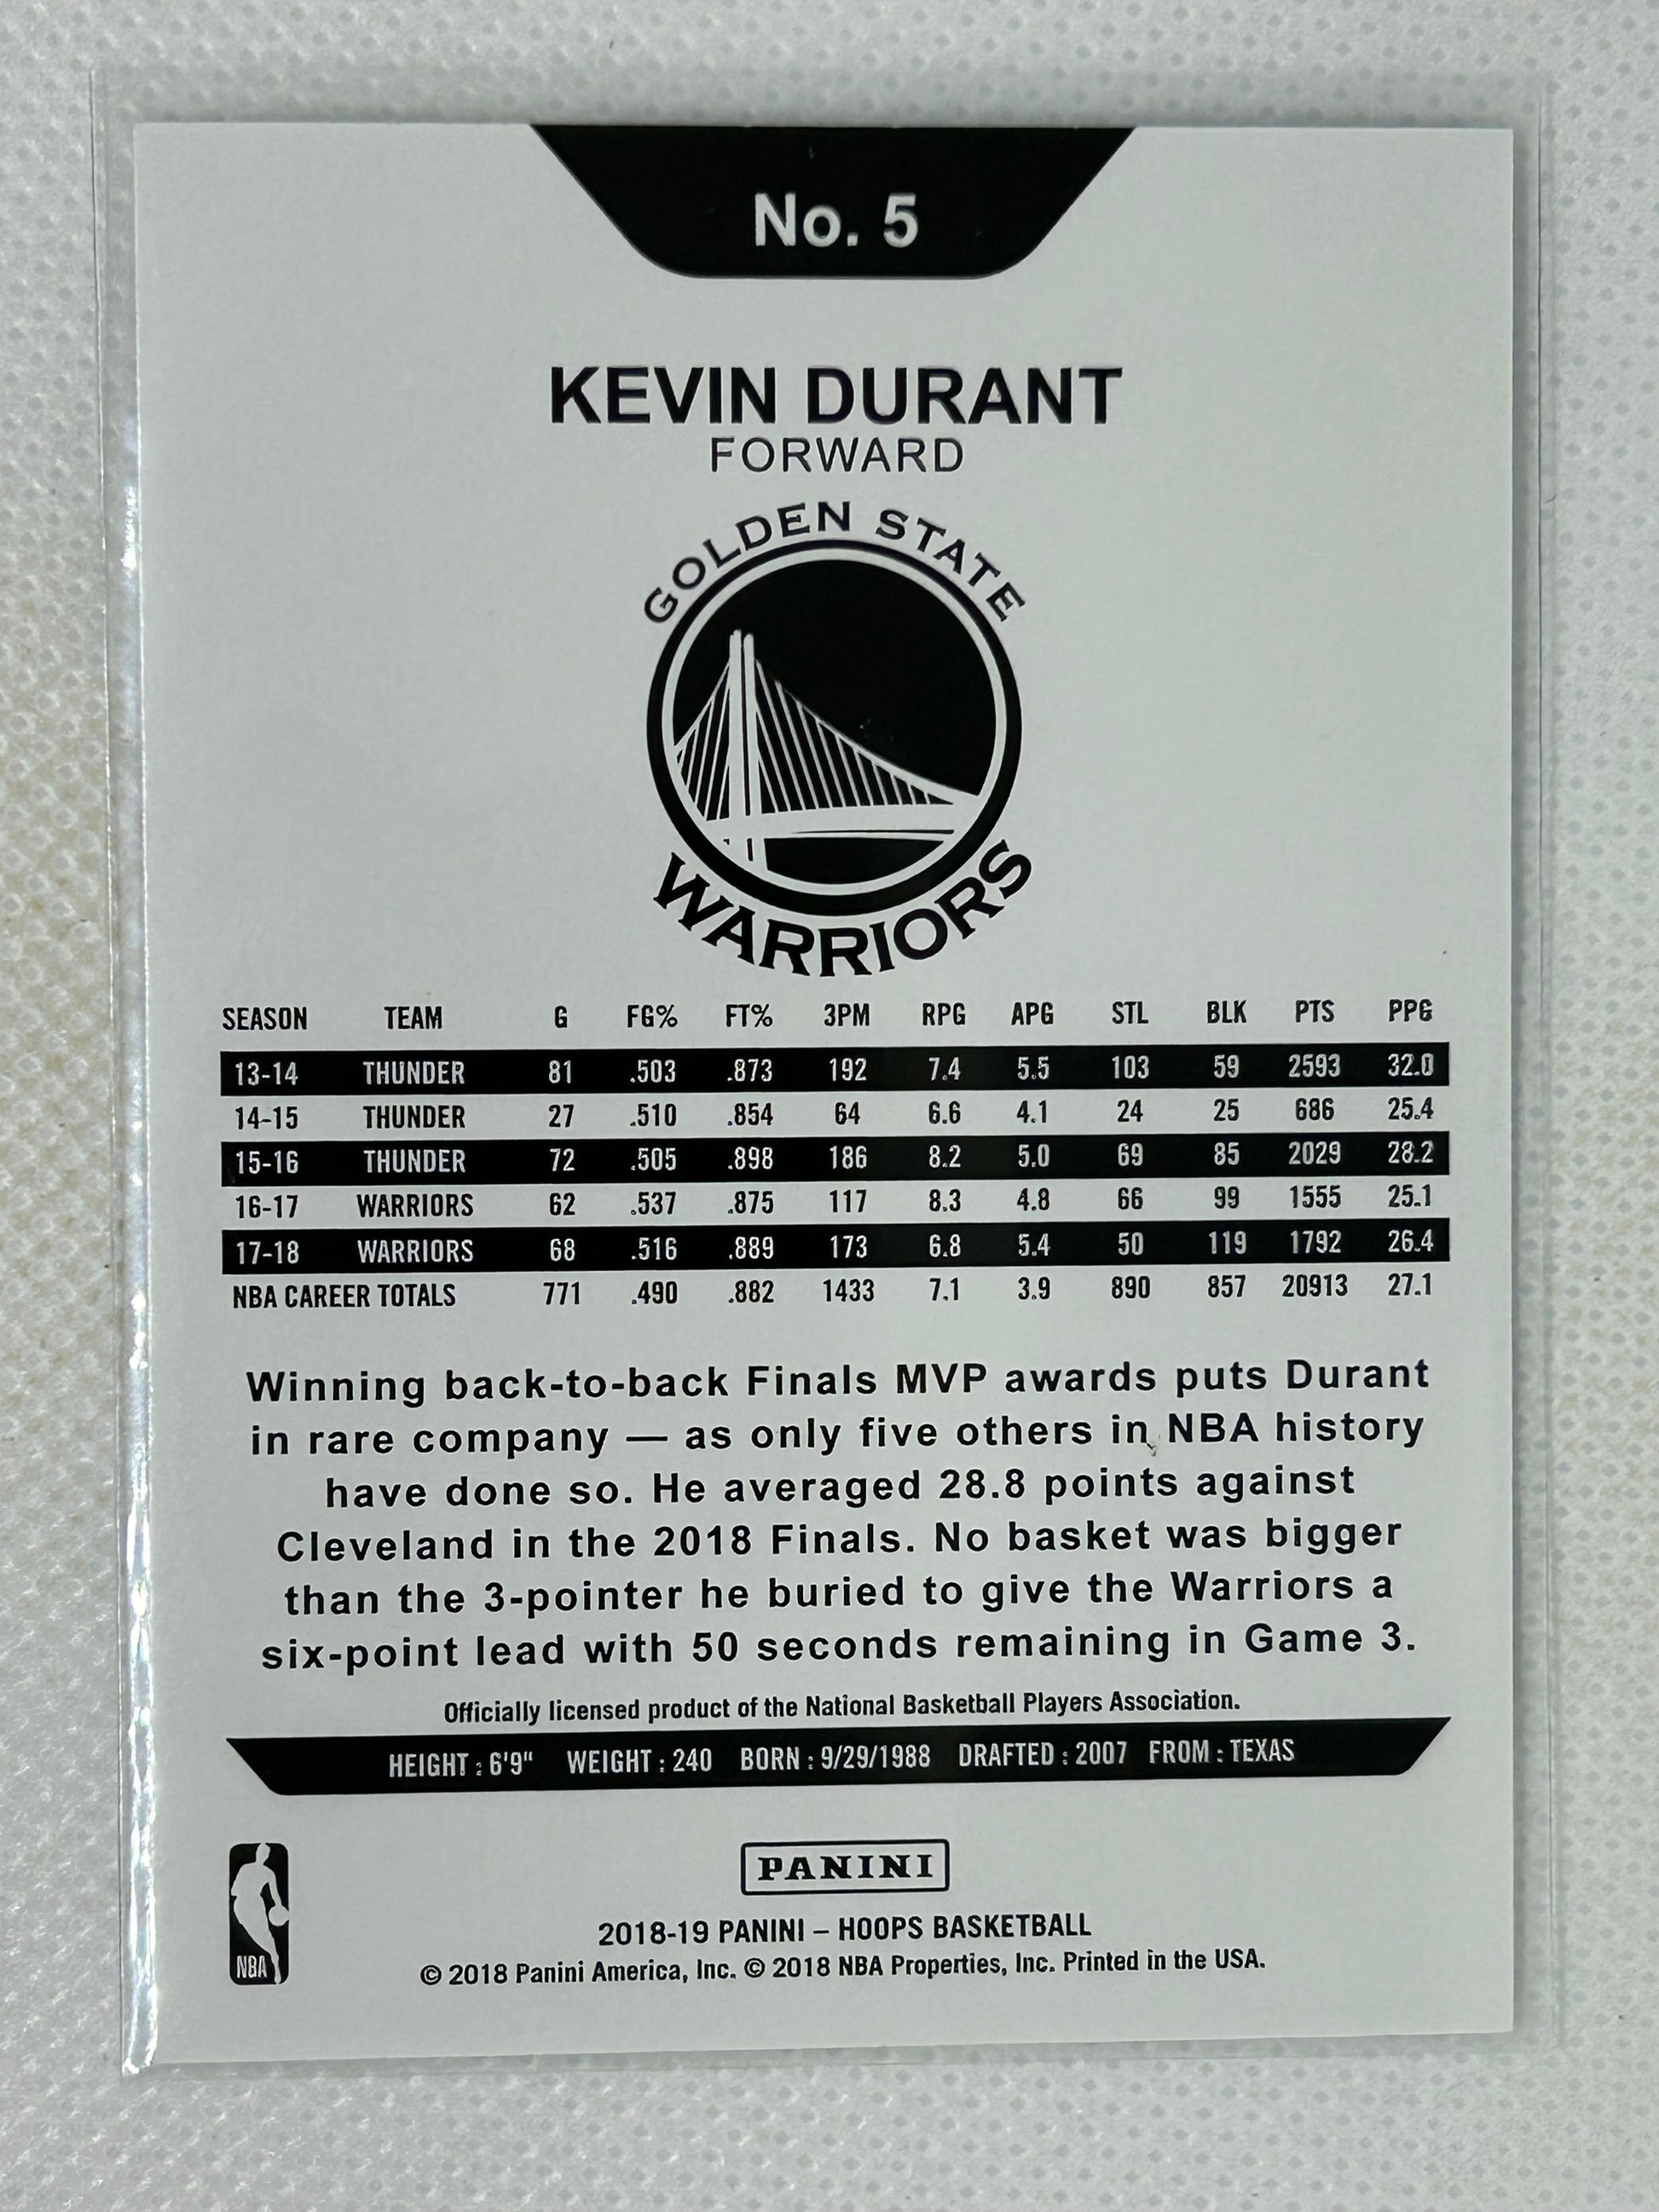 No. 5
KEVIN DURANT
FORWARD
GOLDEN STATE
WARRIORS
SEASON TEAM G FG% FT% 3PM RPG APG STL BLK PTS PPG
13-14 THUNDER 81 .503 .873 192 7.4 5.5 103 59 2593 32.0
14-15 THUNDER 27 .510 .854 64 6.6 4.1 24 25 686 25.4
15-16 THUNDER 72 .505 .898 186 8.2 5.0 69 85 2029 28.2
16-17 WARRIORS 62 .537 .875 117 8.3 4.8 66 99 1555 25.1
17-18 WARRIORS 68 .516 .889 173 6.8 5.4 50 119 1792 26.4
NBA CAREER TOTALS 771 .490 .882 1433 7.1 3.9 890 857 20913 27.1
Winning back-to-back Finals MVP awards puts Durant
in rare company — as only five others in NBA history
have done so. He averaged 28.8 points against
Cleveland in the 2018 Finals. No basket was bigger
than the 3-pointer he buried to give the Warriors a
six-point lead with 50 seconds remaining in Game 3.
Officially licensed product of the National Basketball Players Association.
HEIGHT : 6'9" WEIGHT : 240 BORN : 9/29/1988 DRAFTED : 2007 FROM : TEXAS
PANINI
NBA
2018-19 PANINI – HOOPS BASKETBALL
© 2018 Panini America, Inc. © 2018 NBA Properties, Inc. Printed in the USA.